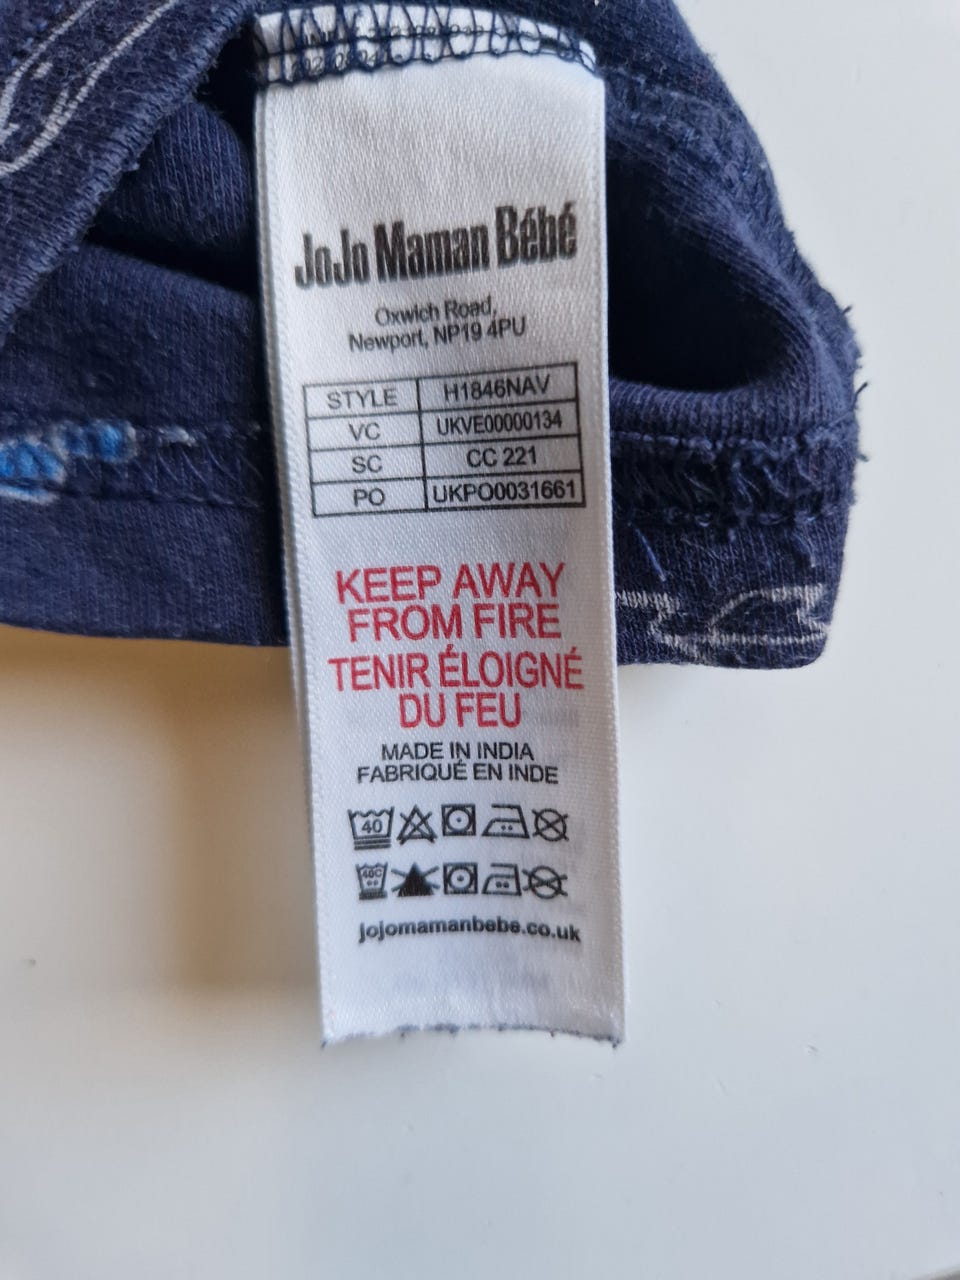 JoJo Maman Bébé
Oxwich Road,
Newport, NP19 4PU
STYLE H1846NAV
VC UKVE00000134
SC CC 221
PO UKPO0031661
KEEP AWAY
FROM FIRE
TENIR ÉLOIGNÉ
DU FEU
MADE IN INDIA
FABRIQUÉ EN INDE
40
40C
jojomamanbebe.co.uk